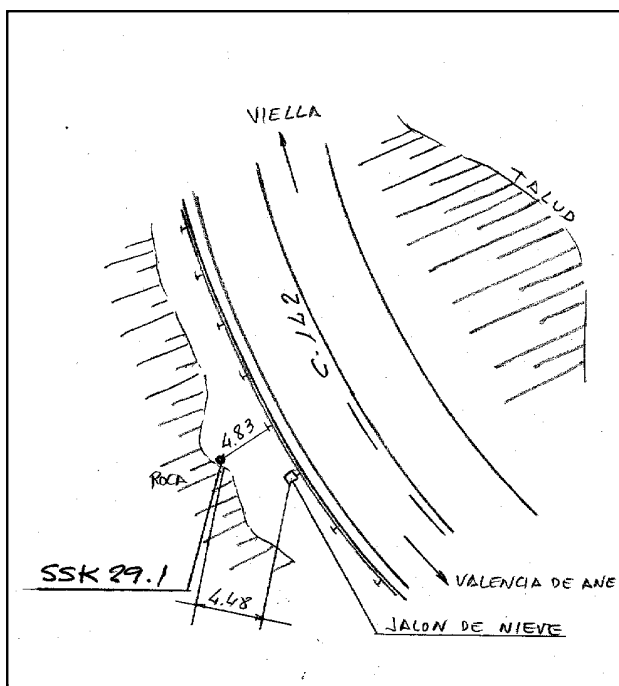 VIELLA
TALUD
C-142
4.83
ROCA
SSK 29.1
4.48
VALENCIA DE ANE
JALON DE NIEVE